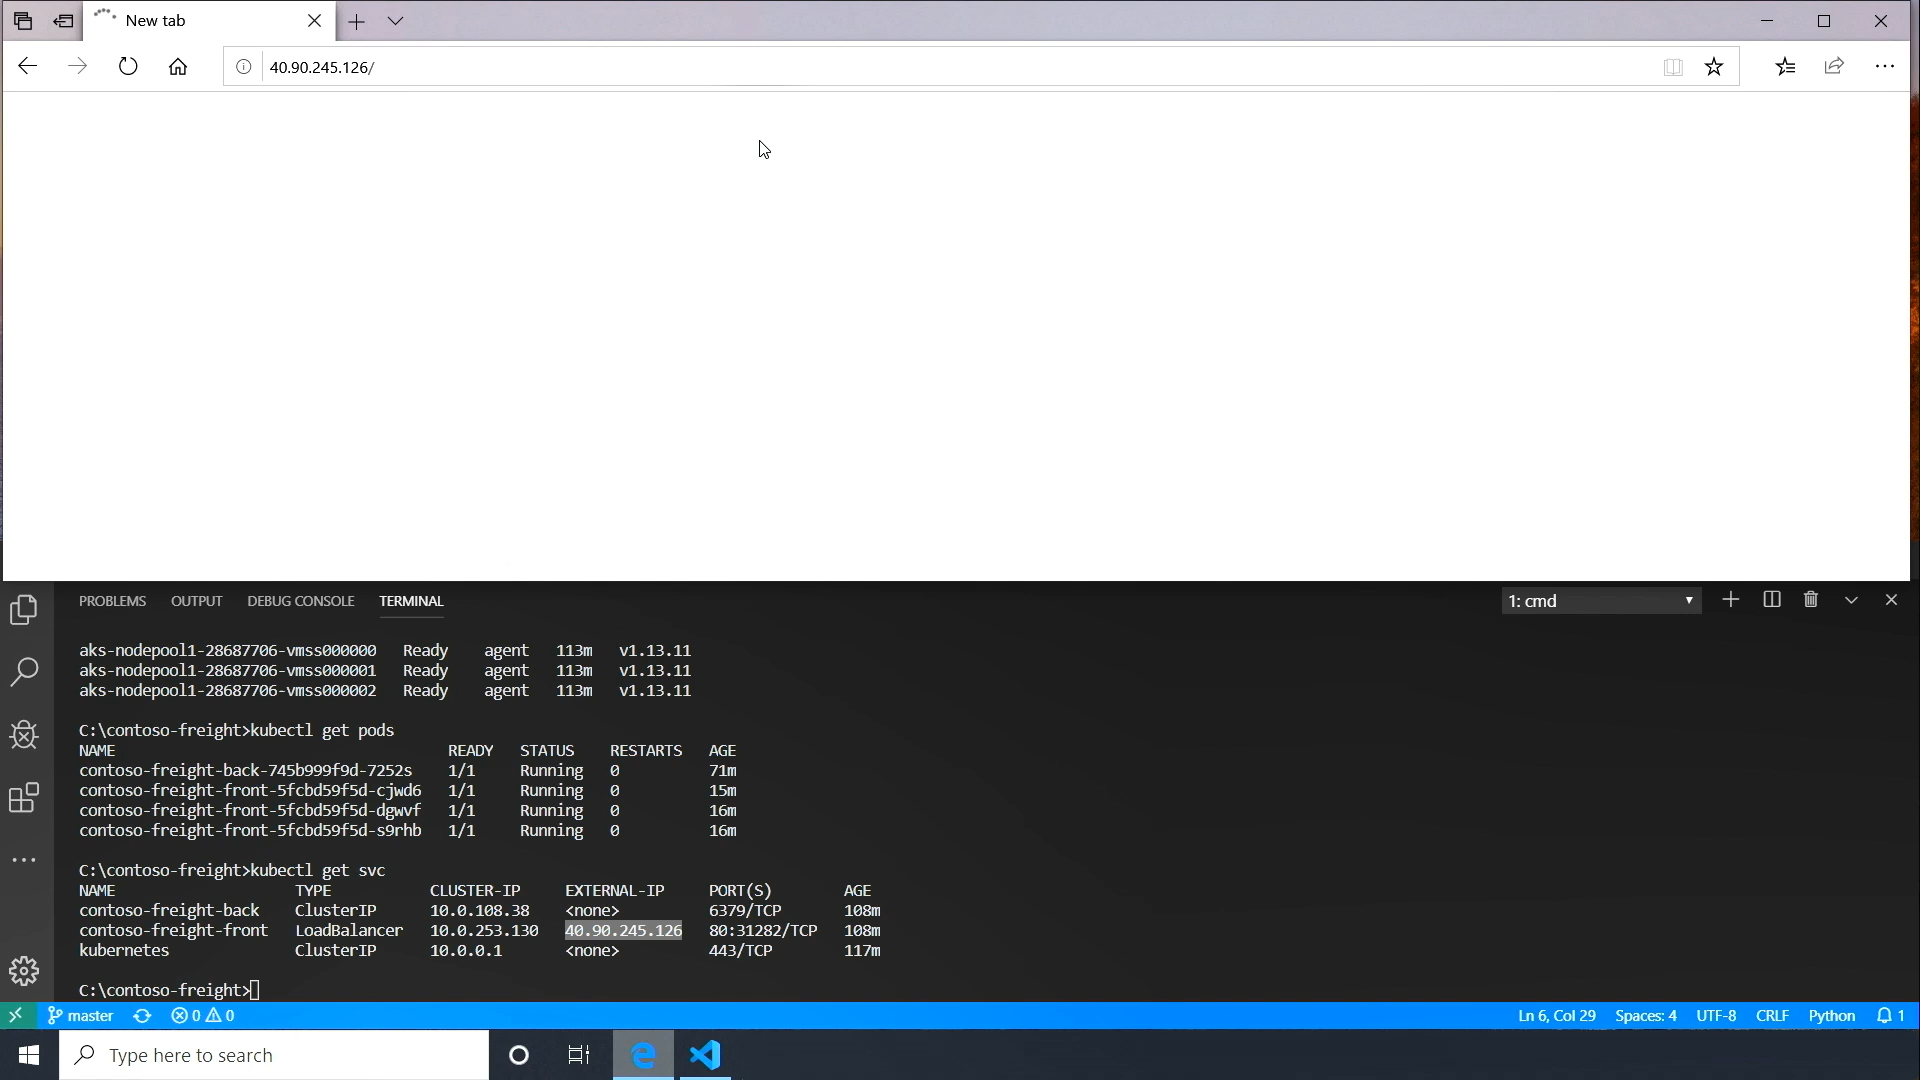 New tab
40.90.245.126/
PROBLEMS OUTPUT DEBUG CONSOLE TERMINAL 1: cmd
aks-nodepool1-28687706-vmss000000 Ready agent 113m v1.13.11
aks-nodepool1-28687706-vmss000001 Ready agent 113m v1.13.11
aks-nodepool1-28687706-vmss000002 Ready agent 113m v1.13.11
C:\contoso-freight>kubectl get pods
NAME READY STATUS RESTARTS AGE
contoso-freight-back-745b999f9d-7252s 1/1 Running 0 71m
contoso-freight-front-5fcbd59f5d-cjwd6 1/1 Running 0 15m
contoso-freight-front-5fcbd59f5d-dgwvf 1/1 Running 0 16m
contoso-freight-front-5fcbd59f5d-s9rhb 1/1 Running 0 16m
C:\contoso-freight>kubectl get svc
NAME TYPE CLUSTER-IP EXTERNAL-IP PORT(S) AGE
contoso-freight-back ClusterIP 10.0.108.38 <none> 6379/TCP 108m
contoso-freight-front LoadBalancer 10.0.253.130 40.90.245.126 80:31282/TCP 108m
kubernetes ClusterIP 10.0.0.1 <none> 443/TCP 117m
C:\contoso-freight>
master 0 0 Ln 6, Col 29 Spaces: 4 UTF-8 CRLF Python 1
Type here to search